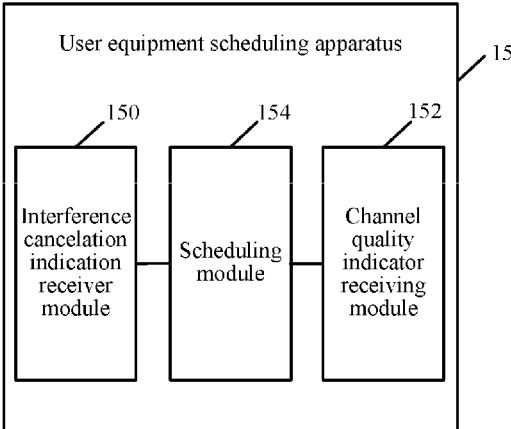 User equipment scheduling apparatus
15
150
154
152
Interference
cancelation
indication
receiver
module
Scheduling
module
Channel
quality
indicator
receiving
module